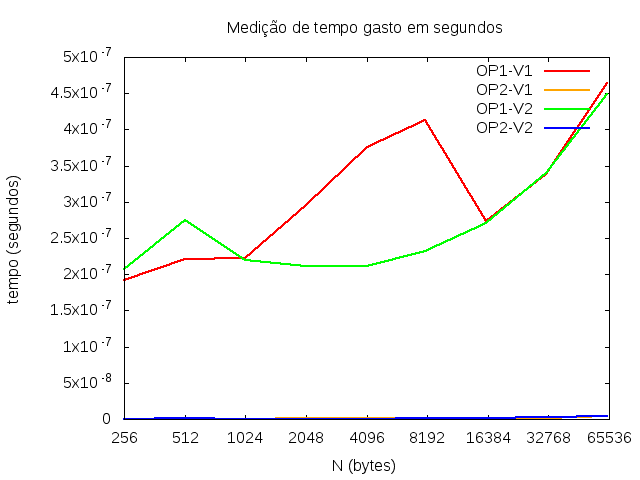 Medição de tempo gasto em segundos
OP1-V1
OP2-V1
OP1-V2
OP2-V2
5x10⁻⁷
4.5x10⁻⁷
4x10⁻⁷
3.5x10⁻⁷
3x10⁻⁷
2.5x10⁻⁷
2x10⁻⁷
1.5x10⁻⁷
1x10⁻⁷
5x10⁻⁸
0
tempo (segundos)
256 512 1024 2048 4096 8192 16384 32768 65536
N (bytes)